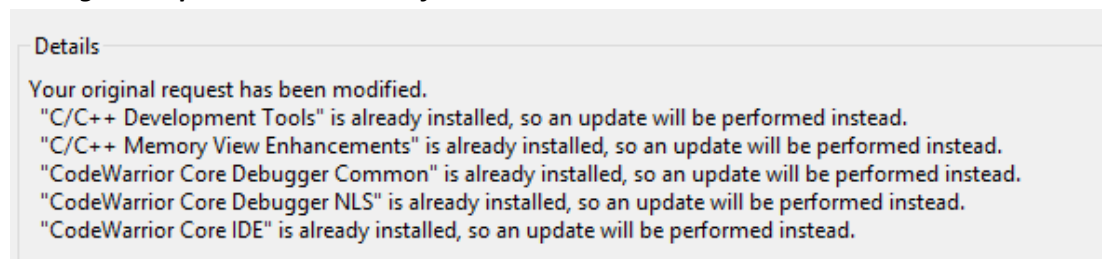 Details
Your original request has been modified.
"C/C++ Development Tools" is already installed, so an update will be performed instead.
"C/C++ Memory View Enhancements" is already installed, so an update will be performed instead.
"CodeWarrior Core Debugger Common" is already installed, so an update will be performed instead.
"CodeWarrior Core Debugger NLS" is already installed, so an update will be performed instead.
"CodeWarrior Core IDE" is already installed, so an update will be performed instead.